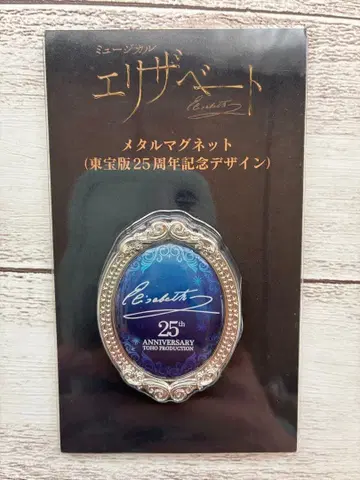 ミュージカル
エリザベート
Elisabeth
メタルマグネット
(東宝版25周年記念デザイン)
Elisabeth
25th
ANNIVERSARY
TOHO PRODUCTION